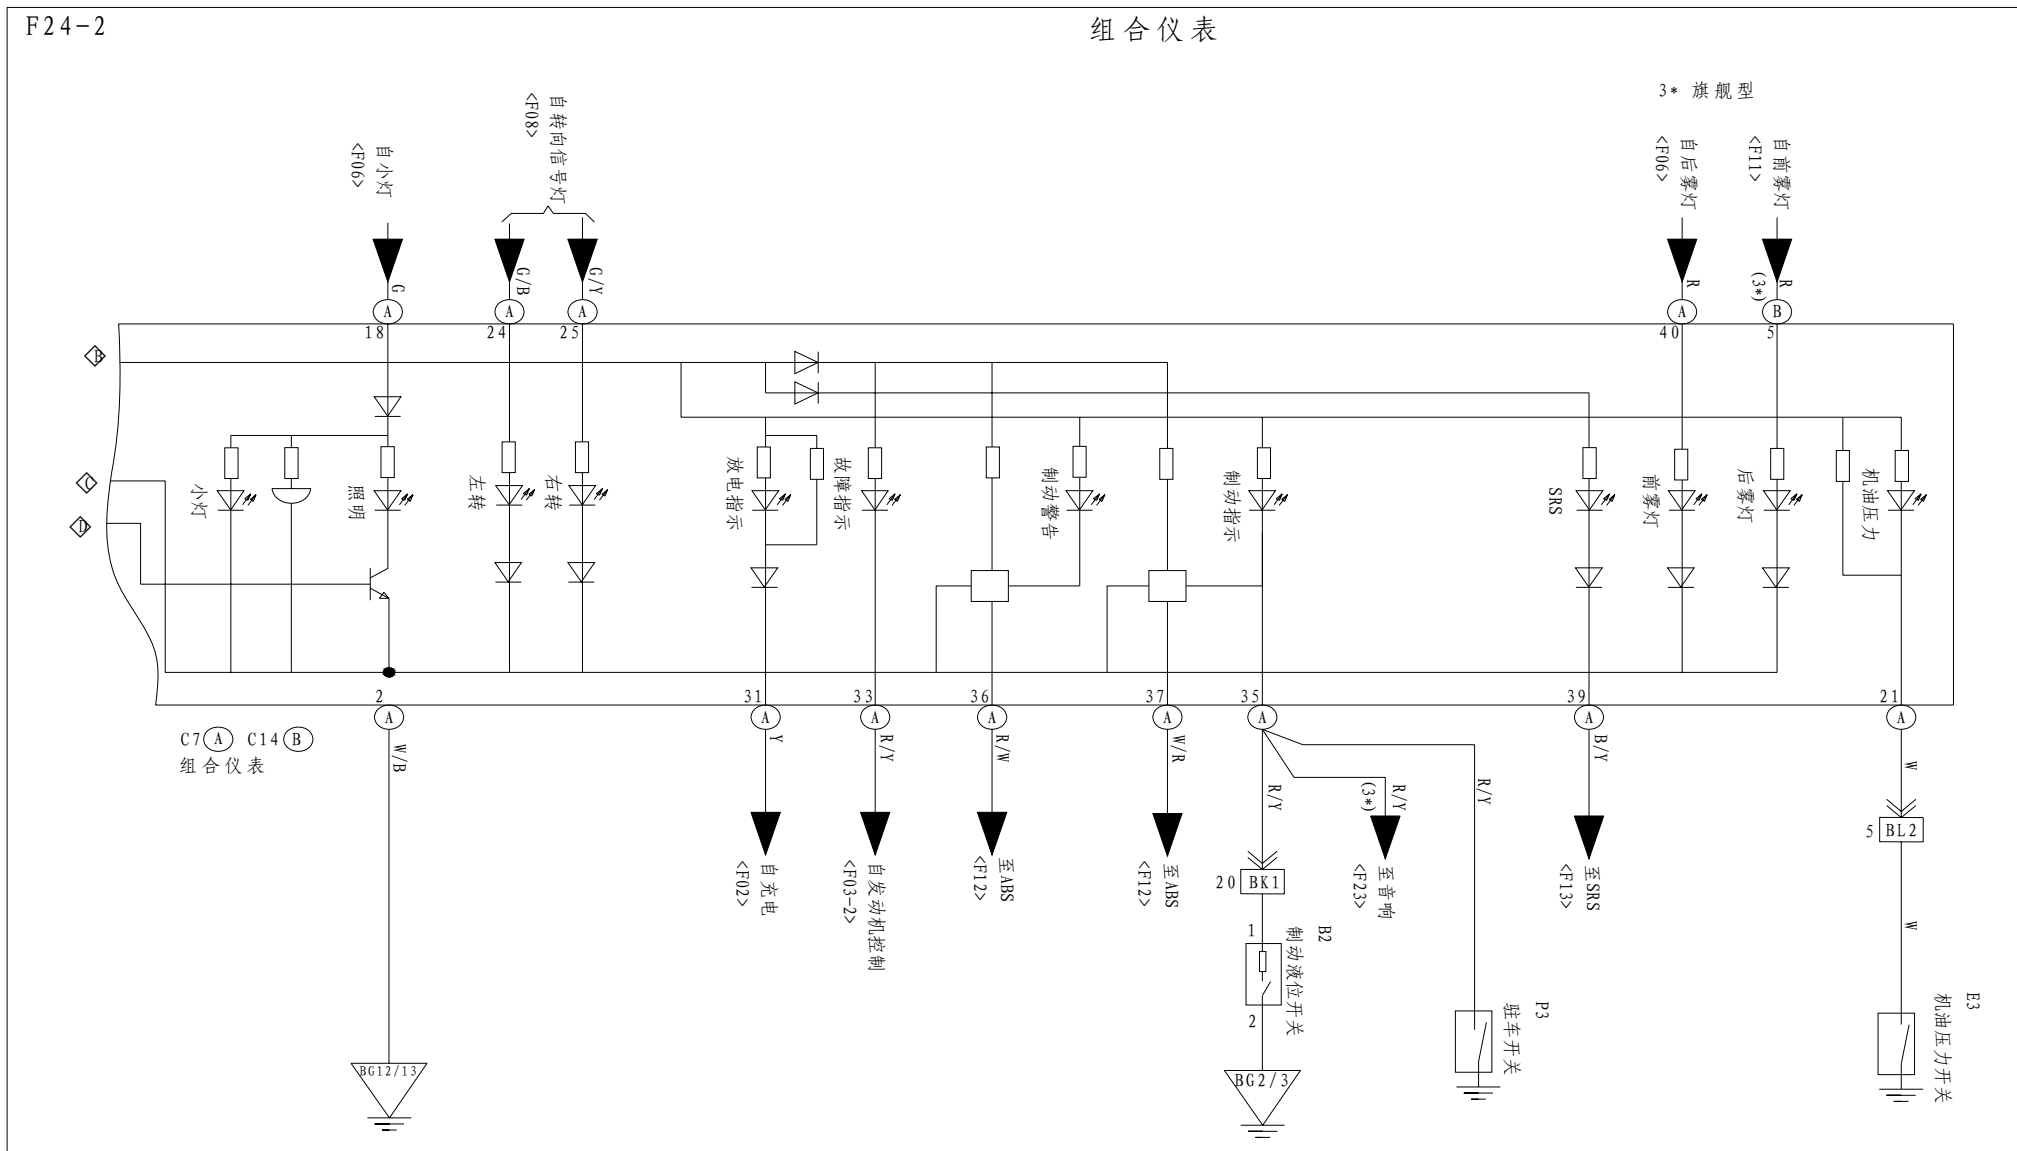 F24-2
组合仪表
3* 旗舰型
自小灯
<F06>
自转向信号灯
<F08>
自后雾灯
<F06>
自前雾灯
<F11>
G
G/B
G/Y
R
R
(3*)
A
A
A
A
B
18
24
25
40
5
B
C
D
小灯
照明
左转
右转
放电指示
故障指示
制动警告
制动指示
SRS
前雾灯
后雾灯
机油压力
2
31
33
36
37
35
39
21
A
A
A
A
A
A
A
A
C7 A C14 B
组合仪表
W/B
Y
R/Y
R/W
W/R
R/Y
R/Y
(3*)
R/Y
B/Y
W
5 BL2
自充电
<F02>
自发动机控制
<F03-2>
至ABS
<F12>
至ABS
<F12>
20 BK1
至音响
<F23>
至SRS
<F13>
W
1
2
B2
制动液位开关
P3
驻车开关
E3
机油压力开关
BG12/13
BG2/3